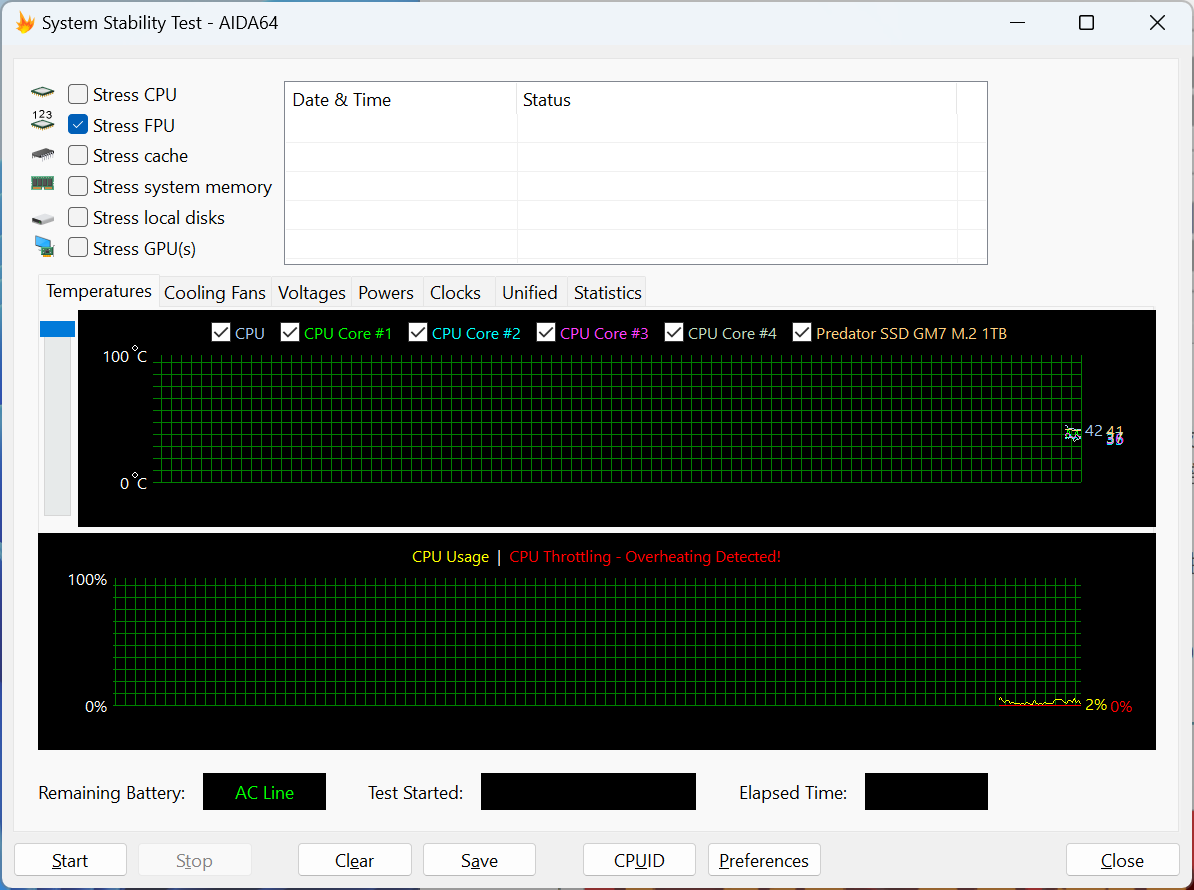 System Stability Test - AIDA64
Stress CPU
123
Stress FPU
Stress cache
Stress system memory
Stress local disks
Stress GPU(s)
Date & Time Status
Temperatures Cooling Fans Voltages Powers Clocks Unified Statistics
CPU CPU Core #1 CPU Core #2 CPU Core #3 CPU Core #4 Predator SSD GM7 M.2 1TB
100 °C
42 41
0 °C
CPU Usage | CPU Throttling - Overheating Detected!
100%
0% 2% 0%
Remaining Battery: AC Line Test Started: Elapsed Time:
Start Stop Clear Save CPUID Preferences Close